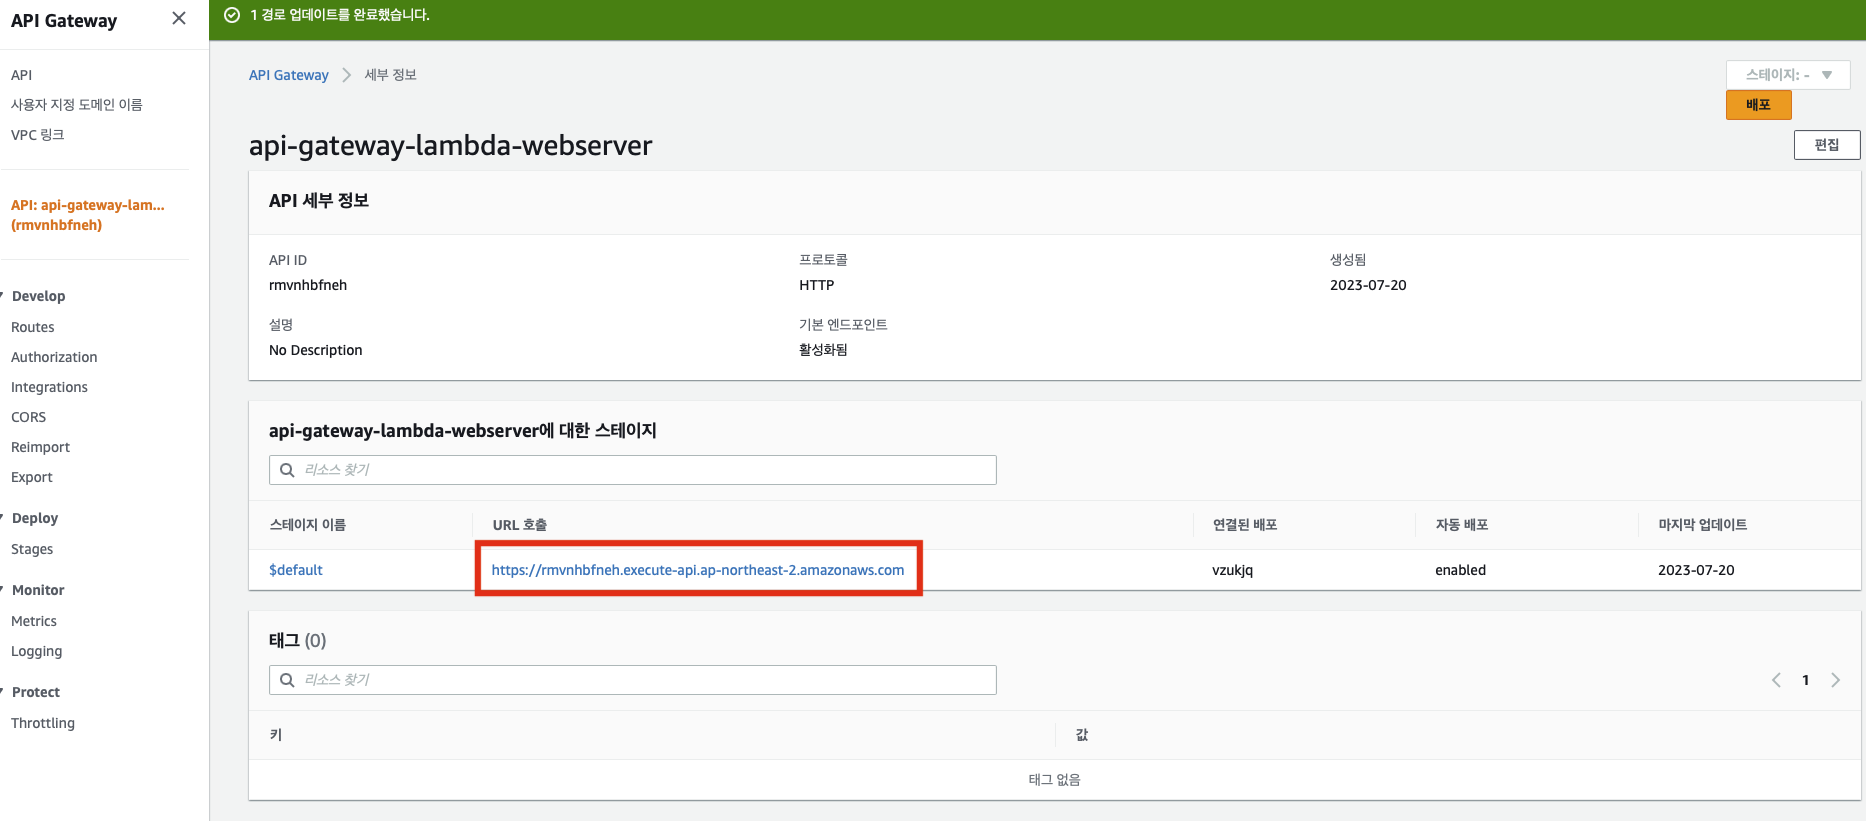 API Gateway
1 경로 업데이트를 완료했습니다.
API
사용자 지정 도메인 이름
VPC 링크
API: api-gateway-lam...
(rmvnhbfneh)
Develop
Routes
Authorization
Integrations
CORS
Reimport
Export
Deploy
Stages
Monitor
Metrics
Logging
Protect
Throttling
API Gateway 세부 정보
스테이지: -
배포
api-gateway-lambda-webserver
편집
API 세부 정보
API ID 프로토콜 생성됨
rmvnhbfneh HTTP 2023-07-20
설명 기본 엔드포인트
No Description 활성화됨
api-gateway-lambda-webserver에 대한 스테이지
리소스 찾기
스테이지 이름 URL 호출 연결된 배포 자동 배포 마지막 업데이트
$default https://rmvnhbfneh.execute-api.ap-northeast-2.amazonaws.com vzukjq enabled 2023-07-20
태그 (0)
리소스 찾기
1
키 값
태그 없음